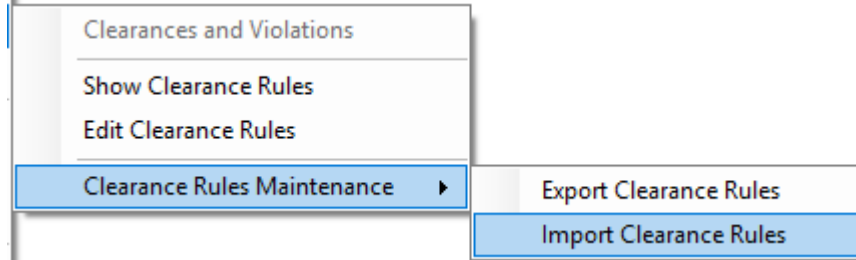 Clearances and Violations
Show Clearance Rules
Edit Clearance Rules
Clearance Rules Maintenance
Export Clearance Rules
Import Clearance Rules